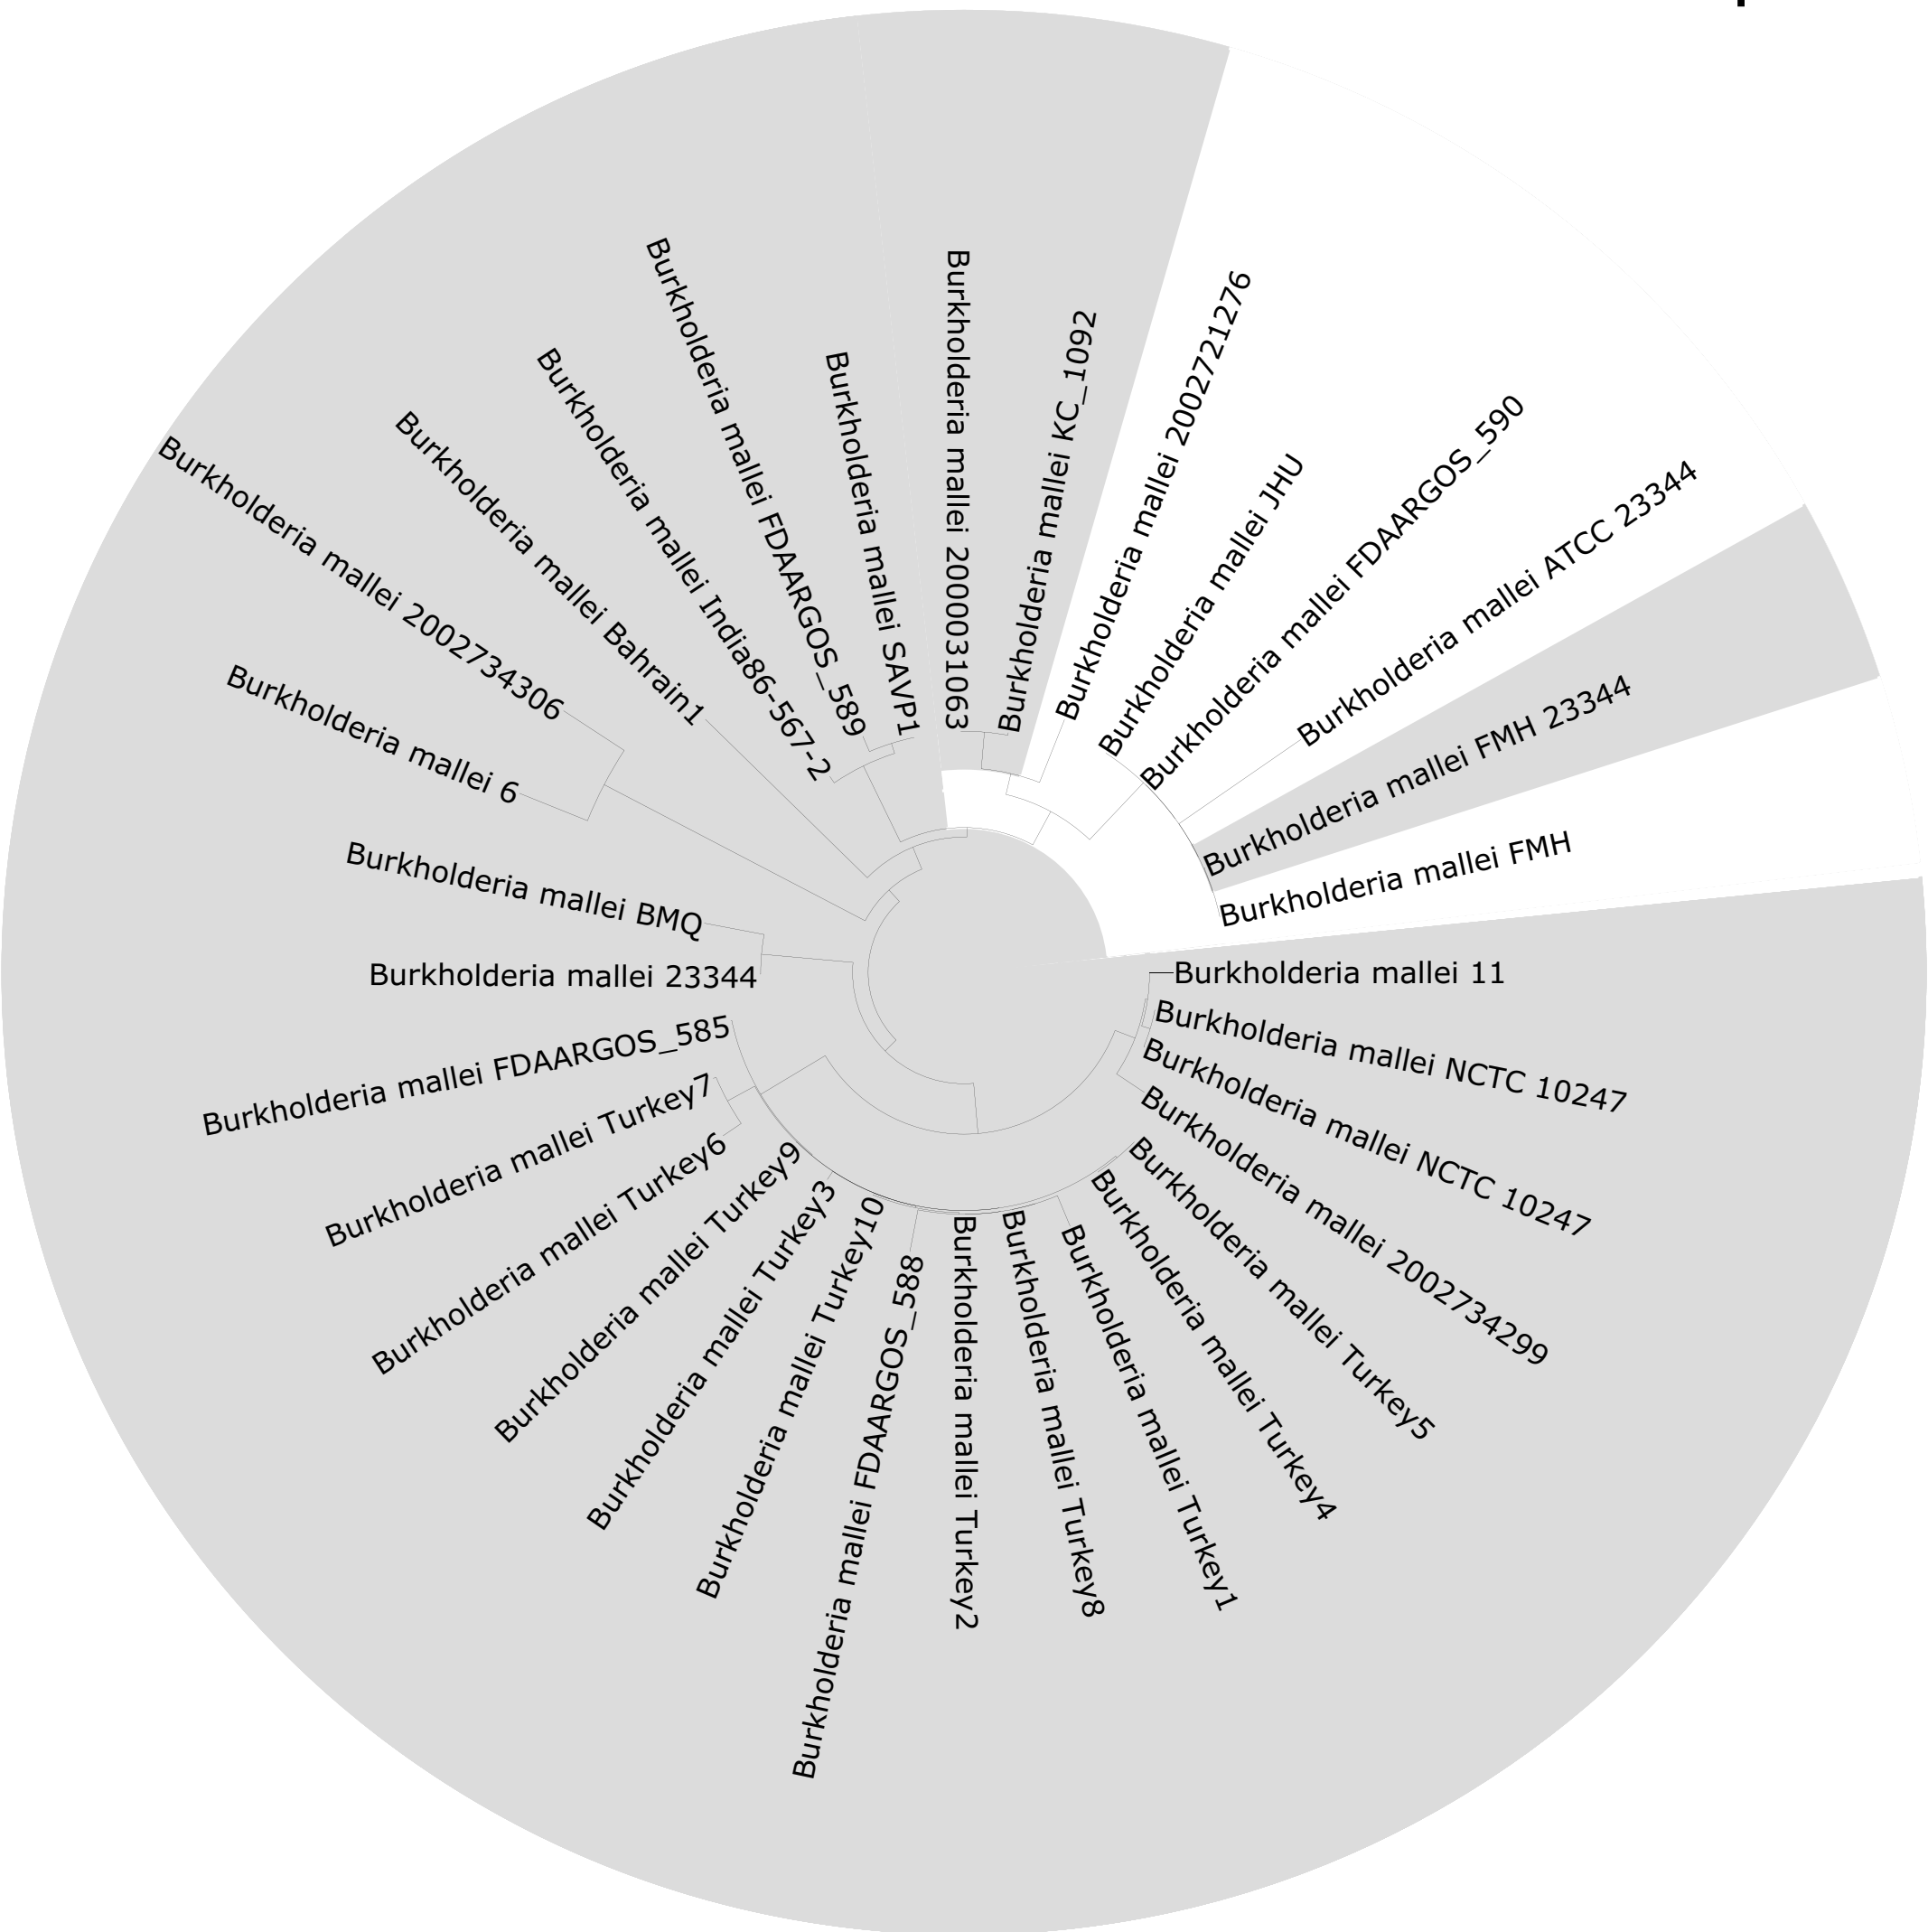 Burkholderia mallei 2000031063
Burkholderia mallei KC_1092
Burkholderia mallei 2002721276
Burkholderia mallei JHU
Burkholderia mallei FDAARGOS_590
Burkholderia mallei ATCC 23344
Burkholderia mallei FMH 23344
Burkholderia mallei FMH
Burkholderia mallei 11
Burkholderia mallei NCTC 10247
Burkholderia mallei NCTC 10247
Burkholderia mallei 2002734299
Burkholderia mallei Turkey5
Burkholderia mallei Turkey4
Burkholderia mallei Turkey1
Burkholderia mallei Turkey8
Burkholderia mallei Turkey2
Burkholderia mallei FDAARGOS_588
Burkholderia mallei Turkey10
Burkholderia mallei Turkey3
Burkholderia mallei Turkey9
Burkholderia mallei Turkey6
Burkholderia mallei Turkey7
Burkholderia mallei FDAARGOS_585
Burkholderia mallei 23344
Burkholderia mallei BMQ
Burkholderia mallei 6
Burkholderia mallei 2002734306
Burkholderia mallei Bahrain1
Burkholderia mallei India86-567-2
Burkholderia mallei FDAARGOS_589
Burkholderia mallei SAVP1